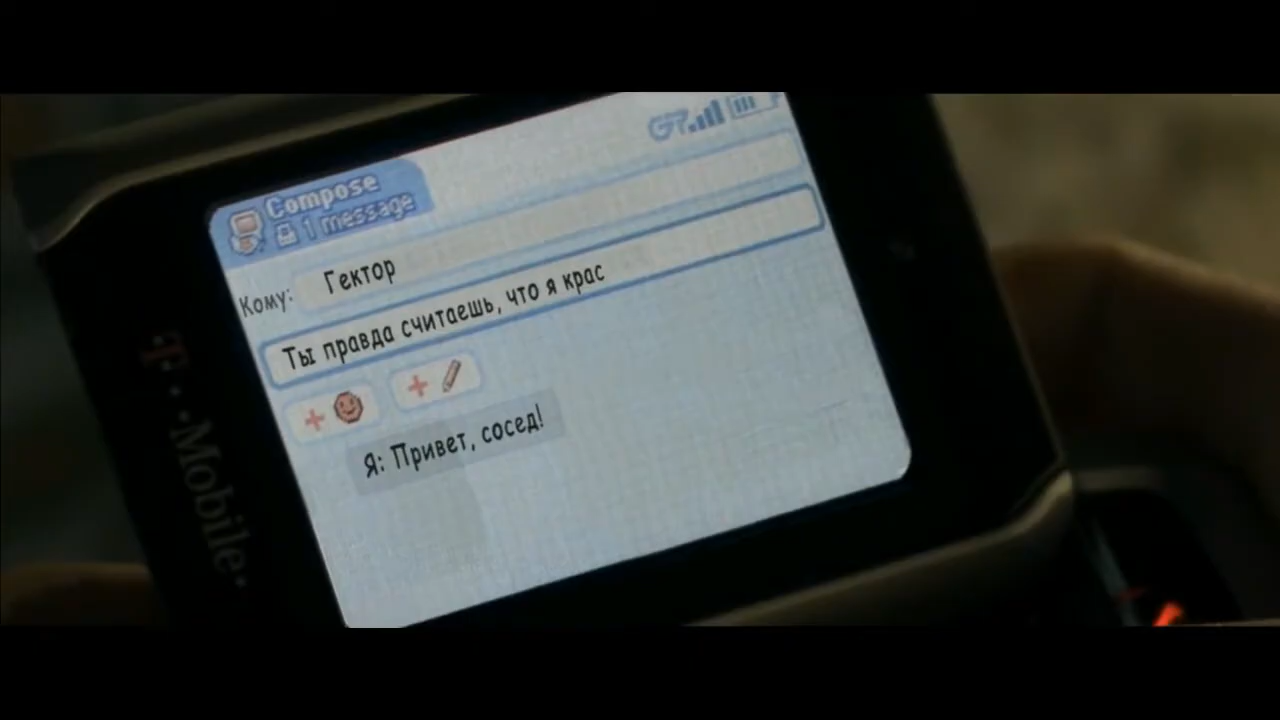 Compose
1 message
Кому: Гектор
Ты правда считаешь, что я крас
Я: Привет, сосед!
T · · Mobile ·